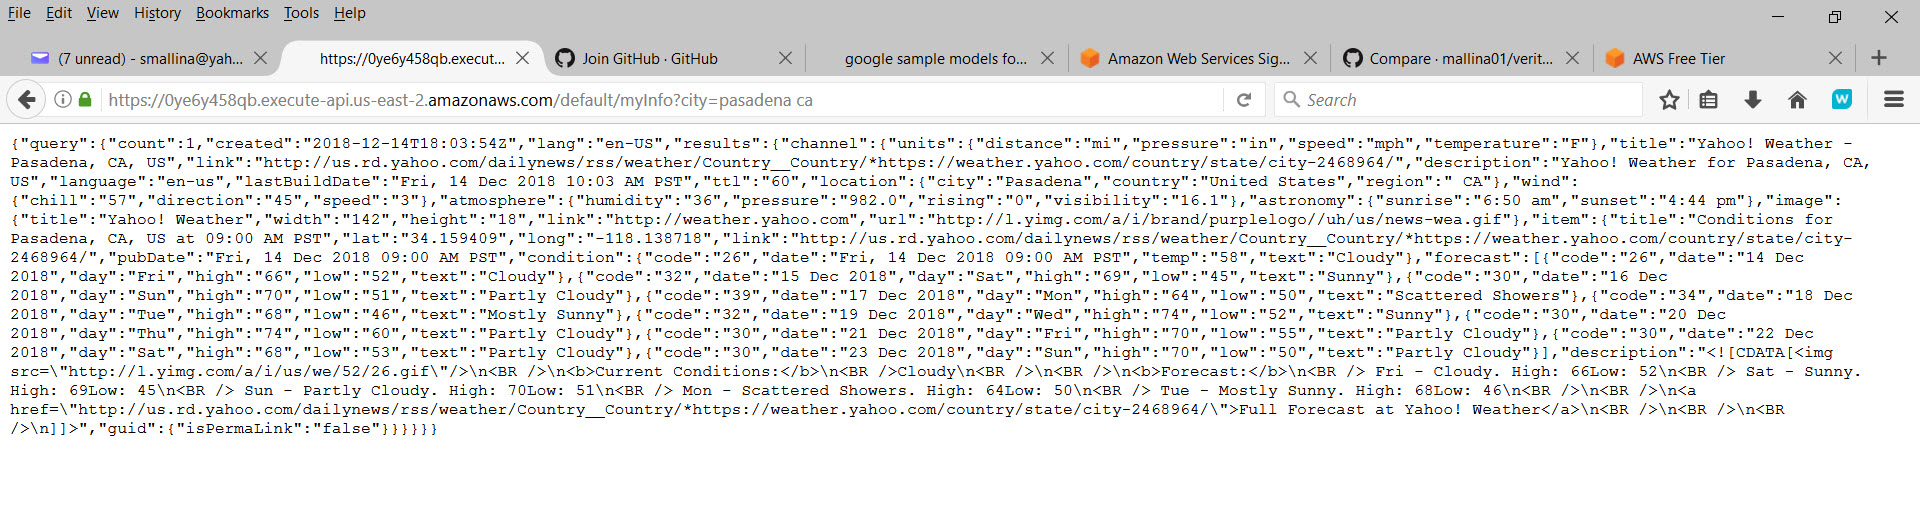 File Edit View History Bookmarks Tools Help
(7 unread) - smallina@yah... https://0ye6y458qb.execut... Join GitHub · GitHub google sample models fo... Amazon Web Services Sig... Compare · mallina01/verit... AWS Free Tier
https://0ye6y458qb.execute-api.us-east-2.amazonaws.com/default/myInfo?city=pasadena ca Search
{"query":{"count":1,"created":"2018-12-14T18:03:54Z","lang":"en-US","results":{"channel":{"units":{"distance":"mi","pressure":"in","speed":"mph","temperature":"F"},"title":"Yahoo! Weather -
Pasadena, CA, US","link":"http://us.rd.yahoo.com/dailynews/rss/weather/Country__Country/*https://weather.yahoo.com/country/state/city-2468964/","description":"Yahoo! Weather for Pasadena, CA,
US","language":"en-us","lastBuildDate":"Fri, 14 Dec 2018 10:03 AM PST","ttl":"60","location":{"city":"Pasadena","country":"United States","region":" CA"},"wind":
{"chill":"57","direction":"45","speed":"3"},"atmosphere":{"humidity":"36","pressure":"982.0","rising":"0","visibility":"16.1"},"astronomy":{"sunrise":"6:50 am","sunset":"4:44 pm"},"image":
{"title":"Yahoo! Weather","width":"142","height":"18","link":"http://weather.yahoo.com","url":"http://l.yimg.com/a/i/brand/purplelogo//uh/us/news-wea.gif"},"item":{"title":"Conditions for
Pasadena, CA, US at 09:00 AM PST","lat":"34.159409","long":"-118.138718","link":"http://us.rd.yahoo.com/dailynews/rss/weather/Country__Country/*https://weather.yahoo.com/country/state/city-
2468964/","pubDate":"Fri, 14 Dec 2018 09:00 AM PST","condition":{"code":"26","date":"Fri, 14 Dec 2018 09:00 AM PST","temp":"58","text":"Cloudy"},"forecast":[{"code":"26","date":"14 Dec
2018","day":"Fri","high":"66","low":"52","text":"Cloudy"},{"code":"32","date":"15 Dec 2018","day":"Sat","high":"69","low":"45","text":"Sunny"},{"code":"30","date":"16 Dec
2018","day":"Sun","high":"70","low":"51","text":"Partly Cloudy"},{"code":"39","date":"17 Dec 2018","day":"Mon","high":"64","low":"50","text":"Scattered Showers"},{"code":"34","date":"18 Dec
2018","day":"Tue","high":"68","low":"46","text":"Mostly Sunny"},{"code":"32","date":"19 Dec 2018","day":"Wed","high":"74","low":"52","text":"Sunny"},{"code":"30","date":"20 Dec
2018","day":"Thu","high":"74","low":"60","text":"Partly Cloudy"},{"code":"30","date":"21 Dec 2018","day":"Fri","high":"70","low":"55","text":"Partly Cloudy"},{"code":"30","date":"22 Dec
2018","day":"Sat","high":"68","low":"53","text":"Partly Cloudy"},{"code":"30","date":"23 Dec 2018","day":"Sun","high":"70","low":"50","text":"Partly Cloudy"}],"description":"<![CDATA[<img
src=\"http://l.yimg.com/a/i/us/we/52/26.gif\"/>\n<BR />\n<b>Current Conditions:</b>\n<BR />Cloudy\n<BR />\n<BR />\n<b>Forecast:</b>\n<BR /> Fri - Cloudy. High: 66Low: 52\n<BR /> Sat - Sunny.
High: 69Low: 45\n<BR /> Sun - Partly Cloudy. High: 70Low: 51\n<BR /> Mon - Scattered Showers. High: 64Low: 50\n<BR /> Tue - Mostly Sunny. High: 68Low: 46\n<BR />\n<BR />\n<a
href=\"http://us.rd.yahoo.com/dailynews/rss/weather/Country__Country/*https://weather.yahoo.com/country/state/city-2468964/\">Full Forecast at Yahoo! Weather</a>\n<BR />\n<BR />\n<BR
/>\n]]>","guid":{"isPermaLink":"false"}}}}}}